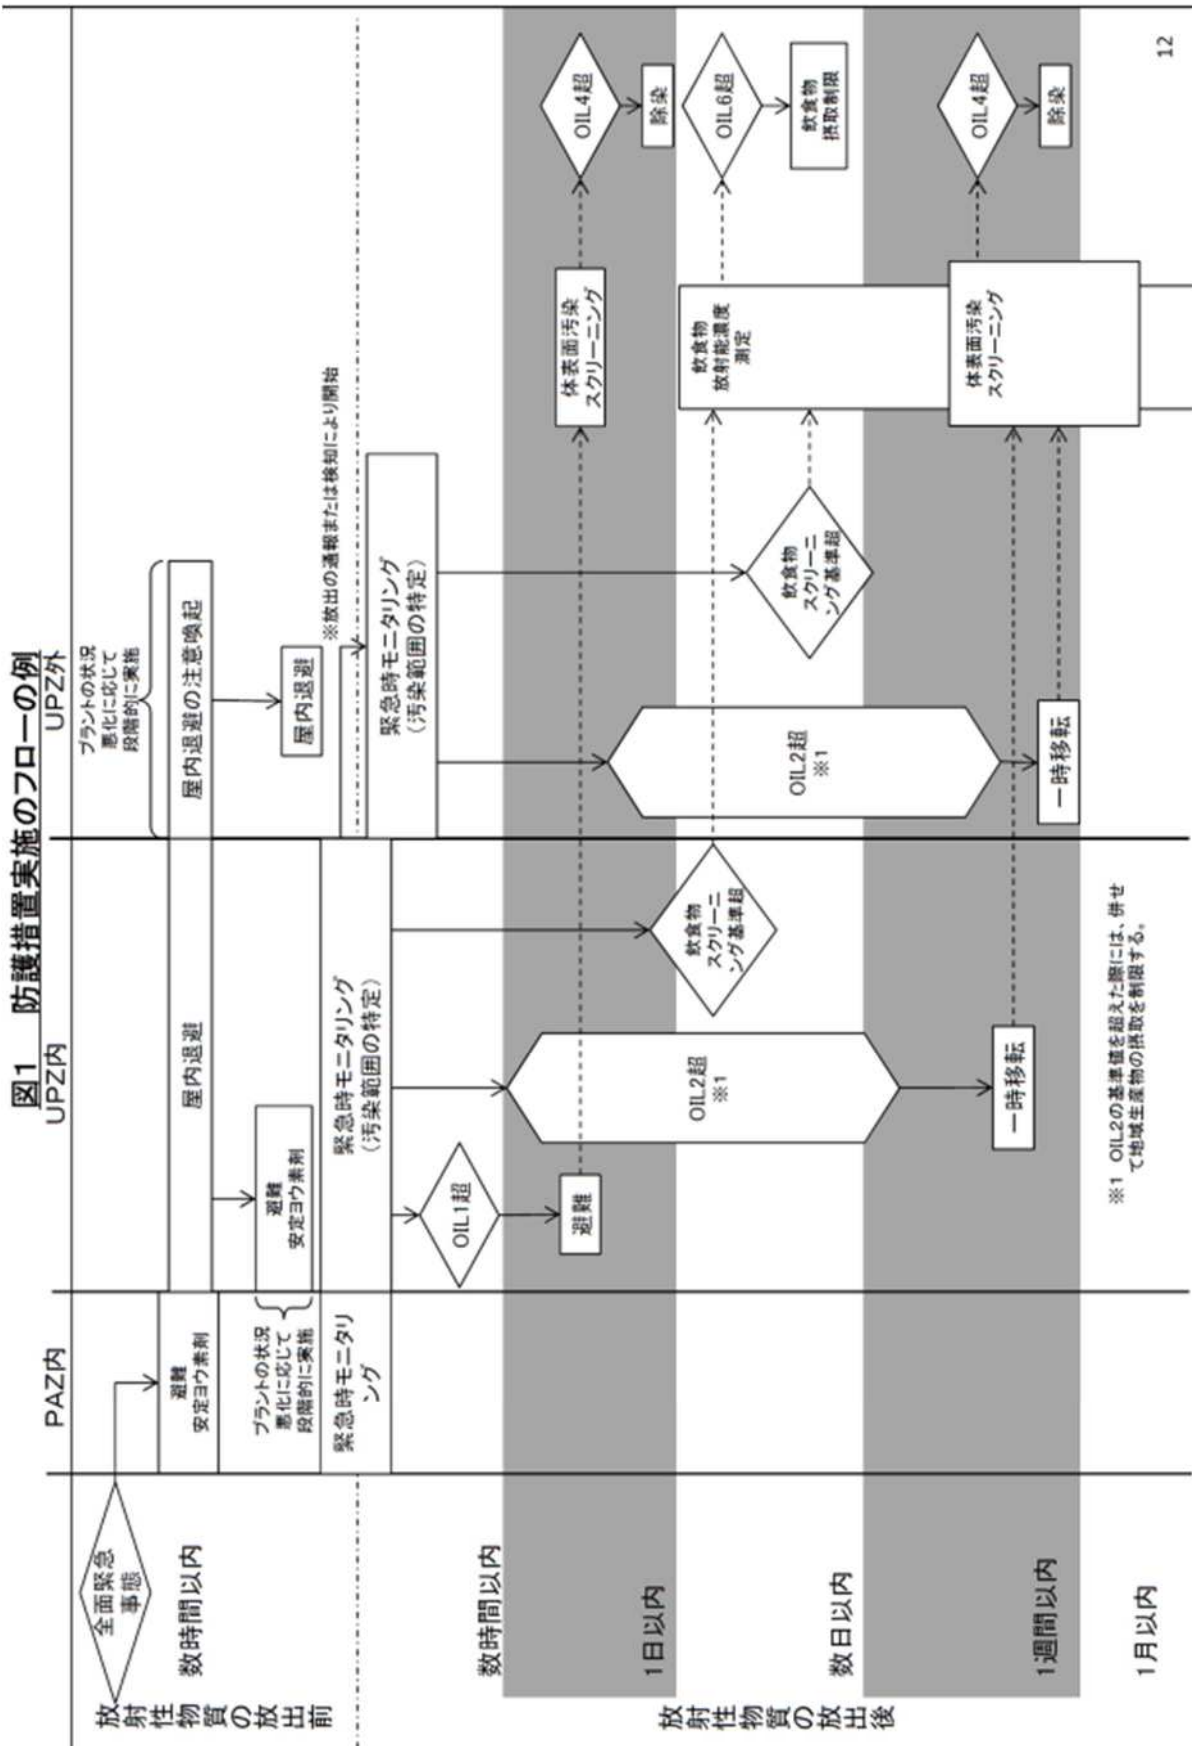 図1 防護措置実施のフローの例
PAZ内
UPZ内
UPZ外
放射性物質の放出前
全面緊急
事態
数時間以内
避難
安定ヨウ素剤
屋内退避
プラントの状況
悪化に応じて
段階的に実施
屋内退避の注意喚起
プラントの状況
悪化に応じて
段階的に実施
避難
安定ヨウ素剤
屋内退避
※放出の通報または検知により開始
緊急時モニタリ
ング
緊急時モニタリング
(汚染範囲の特定)
緊急時モニタリング
(汚染範囲の特定)
放射性物質の放出後
数時間以内
OIL1超
1日以内
避難
体表面汚染
スクリーニング
OIL4超
除染
数日以内
OIL2超
※1
飲食物
スクリーニ
ング基準超
OIL2超
※1
飲食物
スクリーニ
ング基準超
飲食物
放射能濃度
測定
OIL6超
飲食物
摂取制限
1週間以内
一時移転
一時移転
体表面汚染
スクリーニング
OIL4超
除染
1月以内
※1 OIL2の基準値を超えた際には、併せ
て地域生産物の摂取を制限する。
12